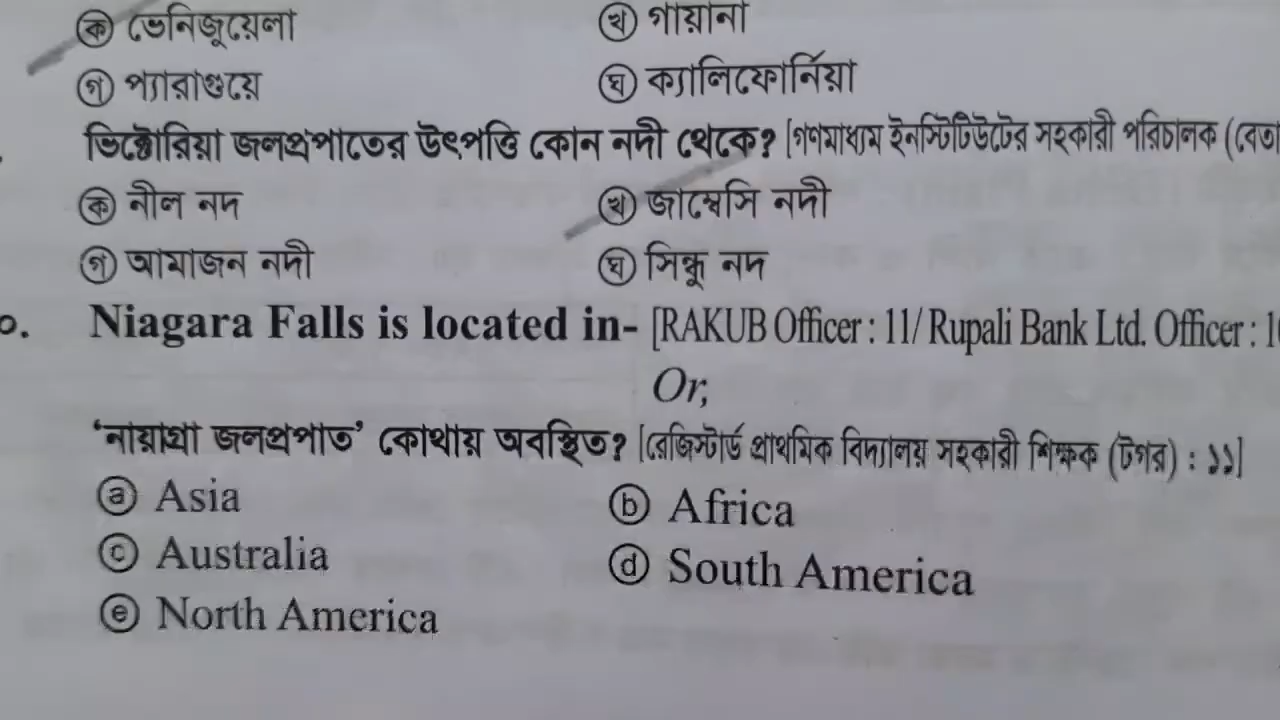 ক ভেনিজুয়েলা খ গায়ানা
গ প্যারাগুয়ে ঘ ক্যালিফোর্নিয়া
ভিক্টোরিয়া জলপ্রপাতের উৎপত্তি কোন নদী থেকে? [গণমাধ্যম ইনস্টিটিউটের সহকারী পরিচালক (বেতা
ক নীল নদ খ জাম্বেসি নদী
গ আমাজন নদী ঘ সিন্ধু নদ
০. Niagara Falls is located in- [RAKUB Officer : 11/ Rupali Bank Ltd. Officer :
Or,
‘নায়াগ্রা জলপ্রপাত’ কোথায় অবস্থিত? [রেজিস্টার্ড প্রাথমিক বিদ্যালয় সহকারী শিক্ষক (টগর) : ১১]
ⓐ Asia ⓑ Africa
ⓒ Australia ⓓ South America
ⓔ North America